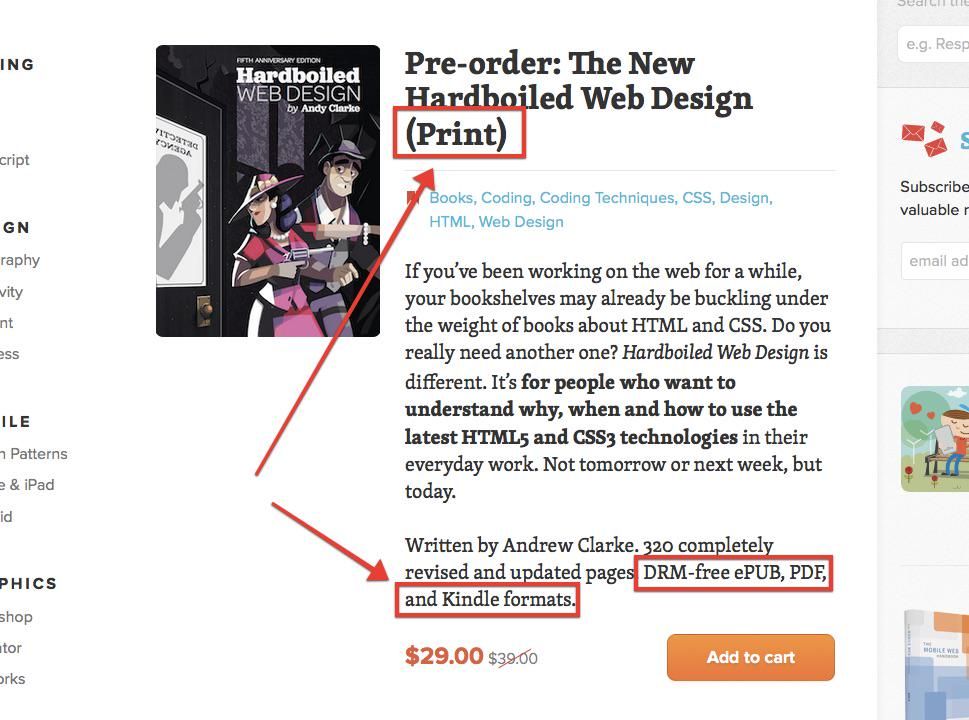 ING
cript
GN
raphy
vity
nt
ess
ILE
n Patterns
e & iPad
id
PHICS
shop
tor
orks
FIFTH ANNIVERSARY EDITION
Hardboiled
WEB DESIGN
by Andy Clarke
DETECTIVE
AGENCY
Pre-order: The New
Hardboiled Web Design
(Print)
Books, Coding, Coding Techniques, CSS, Design,
HTML, Web Design
If you've been working on the web for a while,
your bookshelves may already be buckling under
the weight of books about HTML and CSS. Do you
really need another one? Hardboiled Web Design is
different. It's for people who want to
understand why, when and how to use the
latest HTML5 and CSS3 technologies in their
everyday work. Not tomorrow or next week, but
today.
Written by Andrew Clarke. 320 completely
revised and updated pages. DRM-free ePUB, PDF,
and Kindle formats.
$29.00 $39.00
Add to cart
Search the
e.g. Resp
S
Subscribe
valuable r
email ad
THE
MOBILE WEB
HANDBOOK